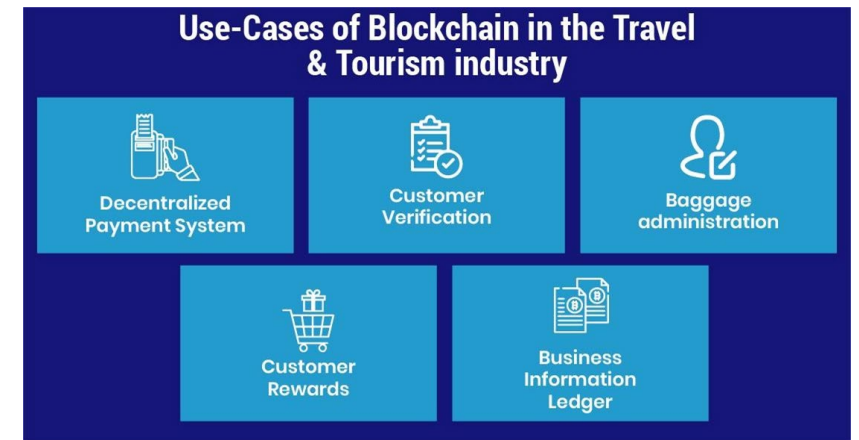 Use-Cases of Blockchain in the Travel
& Tourism industry
Decentralized
Payment System
Customer
Verification
Baggage
administration
Customer
Rewards
Business
Information
Ledger